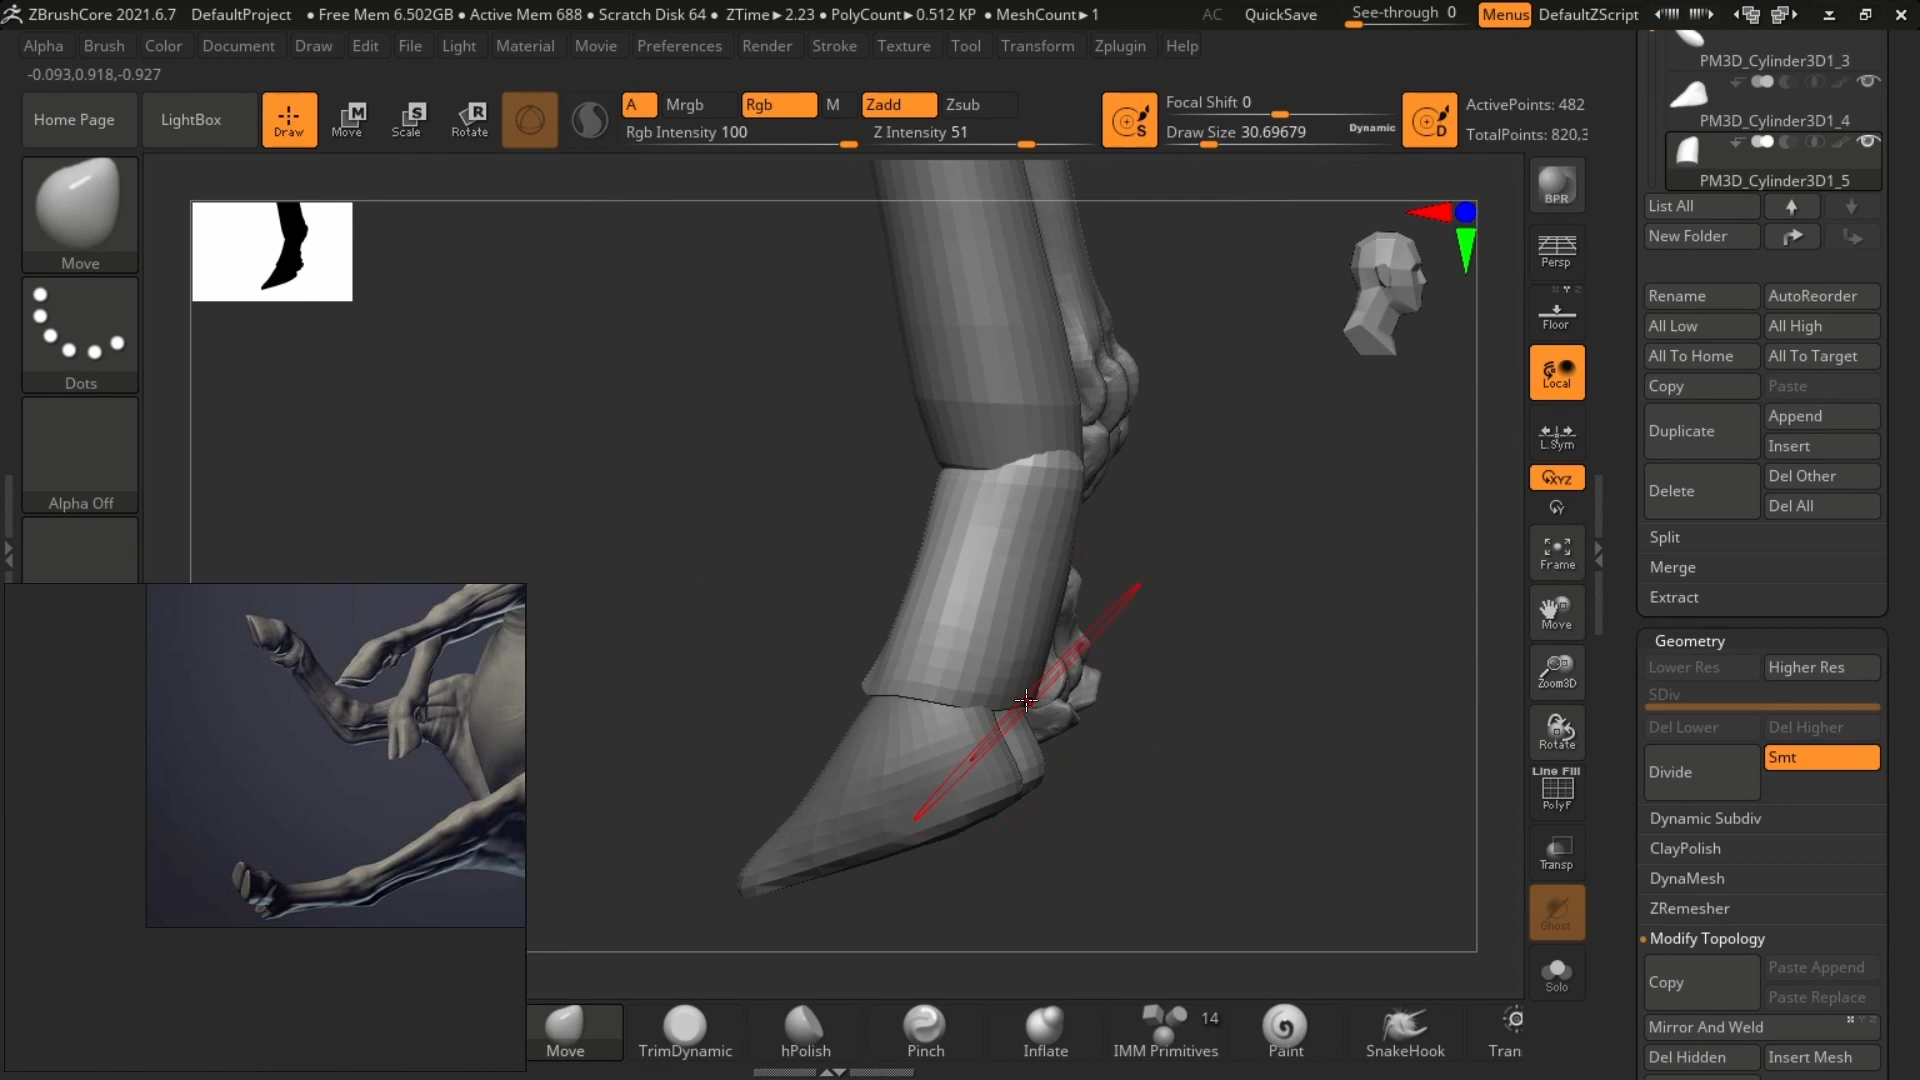 ZBrushCore 2021.6.7 DefaultProject • Free Mem 6.502GB • Active Mem 688 • Scratch Disk 64 • ZTime►2.23 • PolyCount►0.512 KP • MeshCount►1 AC QuickSave See-through 0 Menus DefaultZScript
Alpha Brush Color Document Draw Edit File Light Material Movie Preferences Render Stroke Texture Tool Transform Zplugin Help
-0.093,0.918,-0.927
Home Page LightBox Draw Move Scale Rotate
A Mrgb Rgb M Zadd Zsub
Rgb Intensity 100 Z Intensity 51
Focal Shift 0
Draw Size 30.69679 Dynamic
ActivePoints: 482
TotalPoints: 820,3
Move
Dots
Alpha Off
BPR
Persp
Floor
Local
L.Sym
XYZ
Y
Frame
Move
Zoom3D
Rotate
Line Fill
PolyF
Transp
Ghost
Solo
PM3D_Cylinder3D1_3
PM3D_Cylinder3D1_4
PM3D_Cylinder3D1_5
List All
New Folder
Rename AutoReorder
All Low All High
All To Home All To Target
Copy Paste
Duplicate Append
Insert
Delete Del Other
Del All
Split
Merge
Extract
Geometry
Lower Res Higher Res
SDiv
Del Lower Del Higher
Divide Smt
Dynamic Subdiv
ClayPolish
DynaMesh
ZRemesher
Modify Topology
Copy Paste Append
Paste Replace
Mirror And Weld
Del Hidden Insert Mesh
Move TrimDynamic hPolish Pinch Inflate IMM Primitives 14 Paint SnakeHook Tran